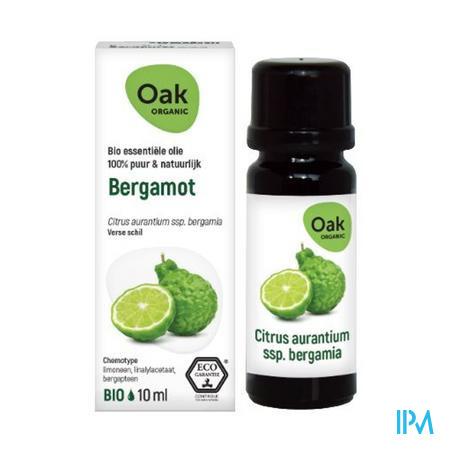 Oak
ORGANIC
Bio essentiële olie
100% puur & natuurlijk
Bergamot
Citrus aurantium ssp. bergamia
Verse schil
Chemotype
limoneen, linalylacetaat,
bergapteen
ECO
GARANTIE
BIO 10 ml
Oak
ORGANIC
Citrus aurantium
ssp. bergamia
IPM